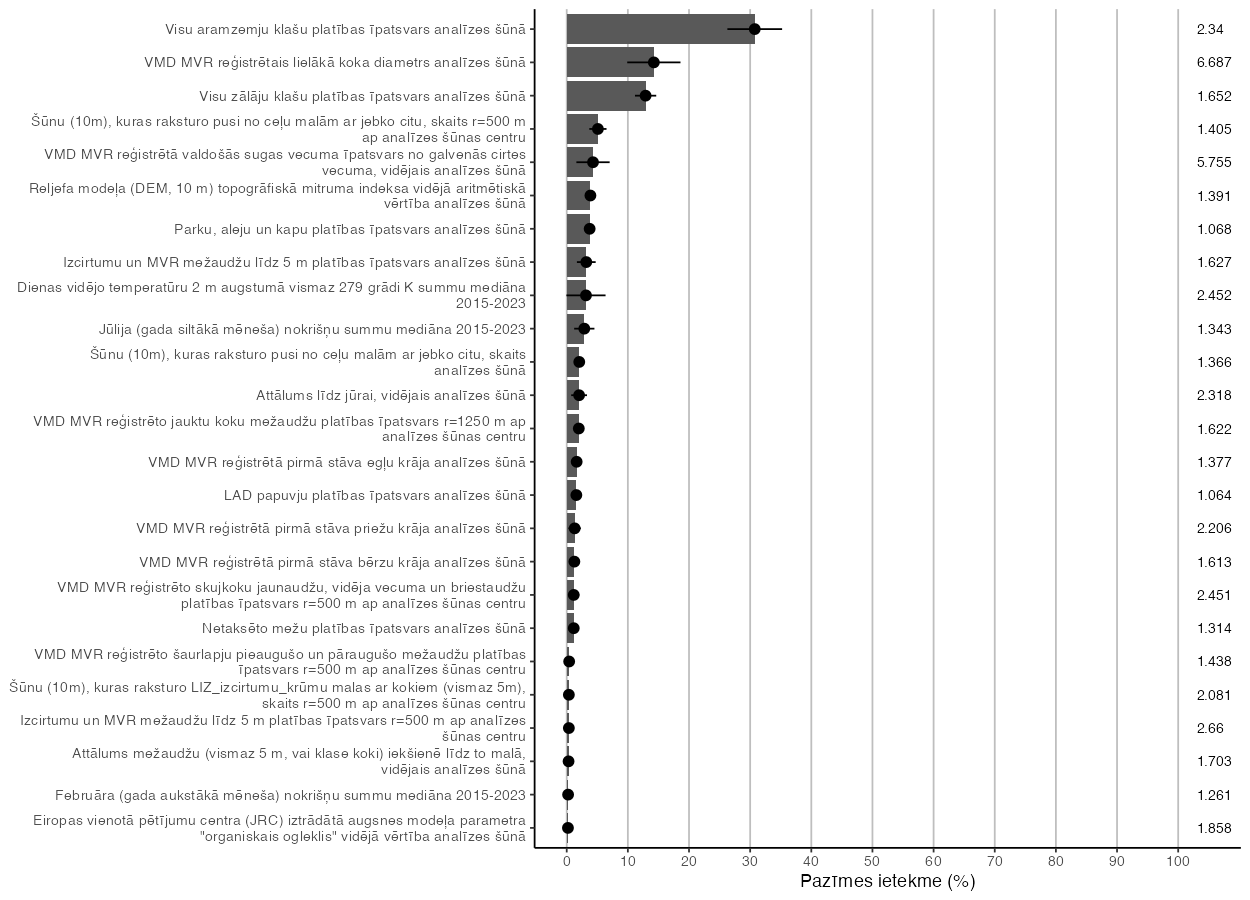 Visu aramzemju klašu platības īpatsvars analīzes šūnā
2.34
VMD MVR reģistrētais lielākā koka diametrs analīzes šūnā
6.687
Visu zālāju klašu platības īpatsvars analīzes šūnā
1.652
Šūnu (10m), kuras raksturo pusi no ceļu malām ar jebko citu, skaits r=500 m
ap analīzes šūnas centru
1.405
VMD MVR reģistrētā valdošās sugas vecuma īpatsvars no galvenās cirtes
vecuma, vidējais analīzes šūnā
5.755
Reljefa modeļa (DEM, 10 m) topogrāfiskā mitruma indeksa vidējā aritmētiskā
vērtība analīzes šūnā
1.391
Parku, aleju un kapu platības īpatsvars analīzes šūnā
1.068
Izcirtumu un MVR mežaudžu līdz 5 m platības īpatsvars analīzes šūnā
1.627
Dienas vidējo temperatūru 2 m augstumā vismaz 279 grādi K summu mediāna
2015-2023
2.452
Jūlija (gada siltākā mēneša) nokrišņu summu mediāna 2015-2023
1.343
Šūnu (10m), kuras raksturo pusi no ceļu malām ar jebko citu, skaits
analīzes šūnā
1.366
Attālums līdz jūrai, vidējais analīzes šūnā
2.318
VMD MVR reģistrēto jauktu koku mežaudžu platības īpatsvars r=1250 m ap
analīzes šūnas centru
1.622
VMD MVR reģistrētā pirmā stāva egļu krāja analīzes šūnā
1.377
LAD papuvju platības īpatsvars analīzes šūnā
1.064
VMD MVR reģistrētā pirmā stāva priežu krāja analīzes šūnā
2.206
VMD MVR reģistrētā pirmā stāva bērzu krāja analīzes šūnā
1.613
VMD MVR reģistrēto skujkoku jaunaudžu, vidēja vecuma un briestaudžu
platības īpatsvars r=500 m ap analīzes šūnas centru
2.451
Netaksēto mežu platības īpatsvars analīzes šūnā
1.314
VMD MVR reģistrēto šaurlapju pieaugušo un pāraugušo mežaudžu platības
īpatsvars r=500 m ap analīzes šūnas centru
1.438
Šūnu (10m), kuras raksturo LIZ_izcirtumu_krūmu malas ar kokiem (vismaz 5m),
skaits r=500 m ap analīzes šūnas centru
2.081
Izcirtumu un MVR mežaudžu līdz 5 m platības īpatsvars r=500 m ap analīzes
šūnas centru
2.66
Attālums mežaudžu (vismaz 5 m, vai klase koki) iekšienē līdz to malā,
vidējais analīzes šūnā
1.703
Februāra (gada aukstākā mēneša) nokrišņu summu mediāna 2015-2023
1.261
Eiropas vienotā pētījumu centra (JRC) iztrādātā augsnes modeļa parametra
"organiskais ogleklis" vidējā vērtība analīzes šūnā
1.858
0 10 20 30 40 50 60 70 80 90 100
Pazīmes ietekme (%)